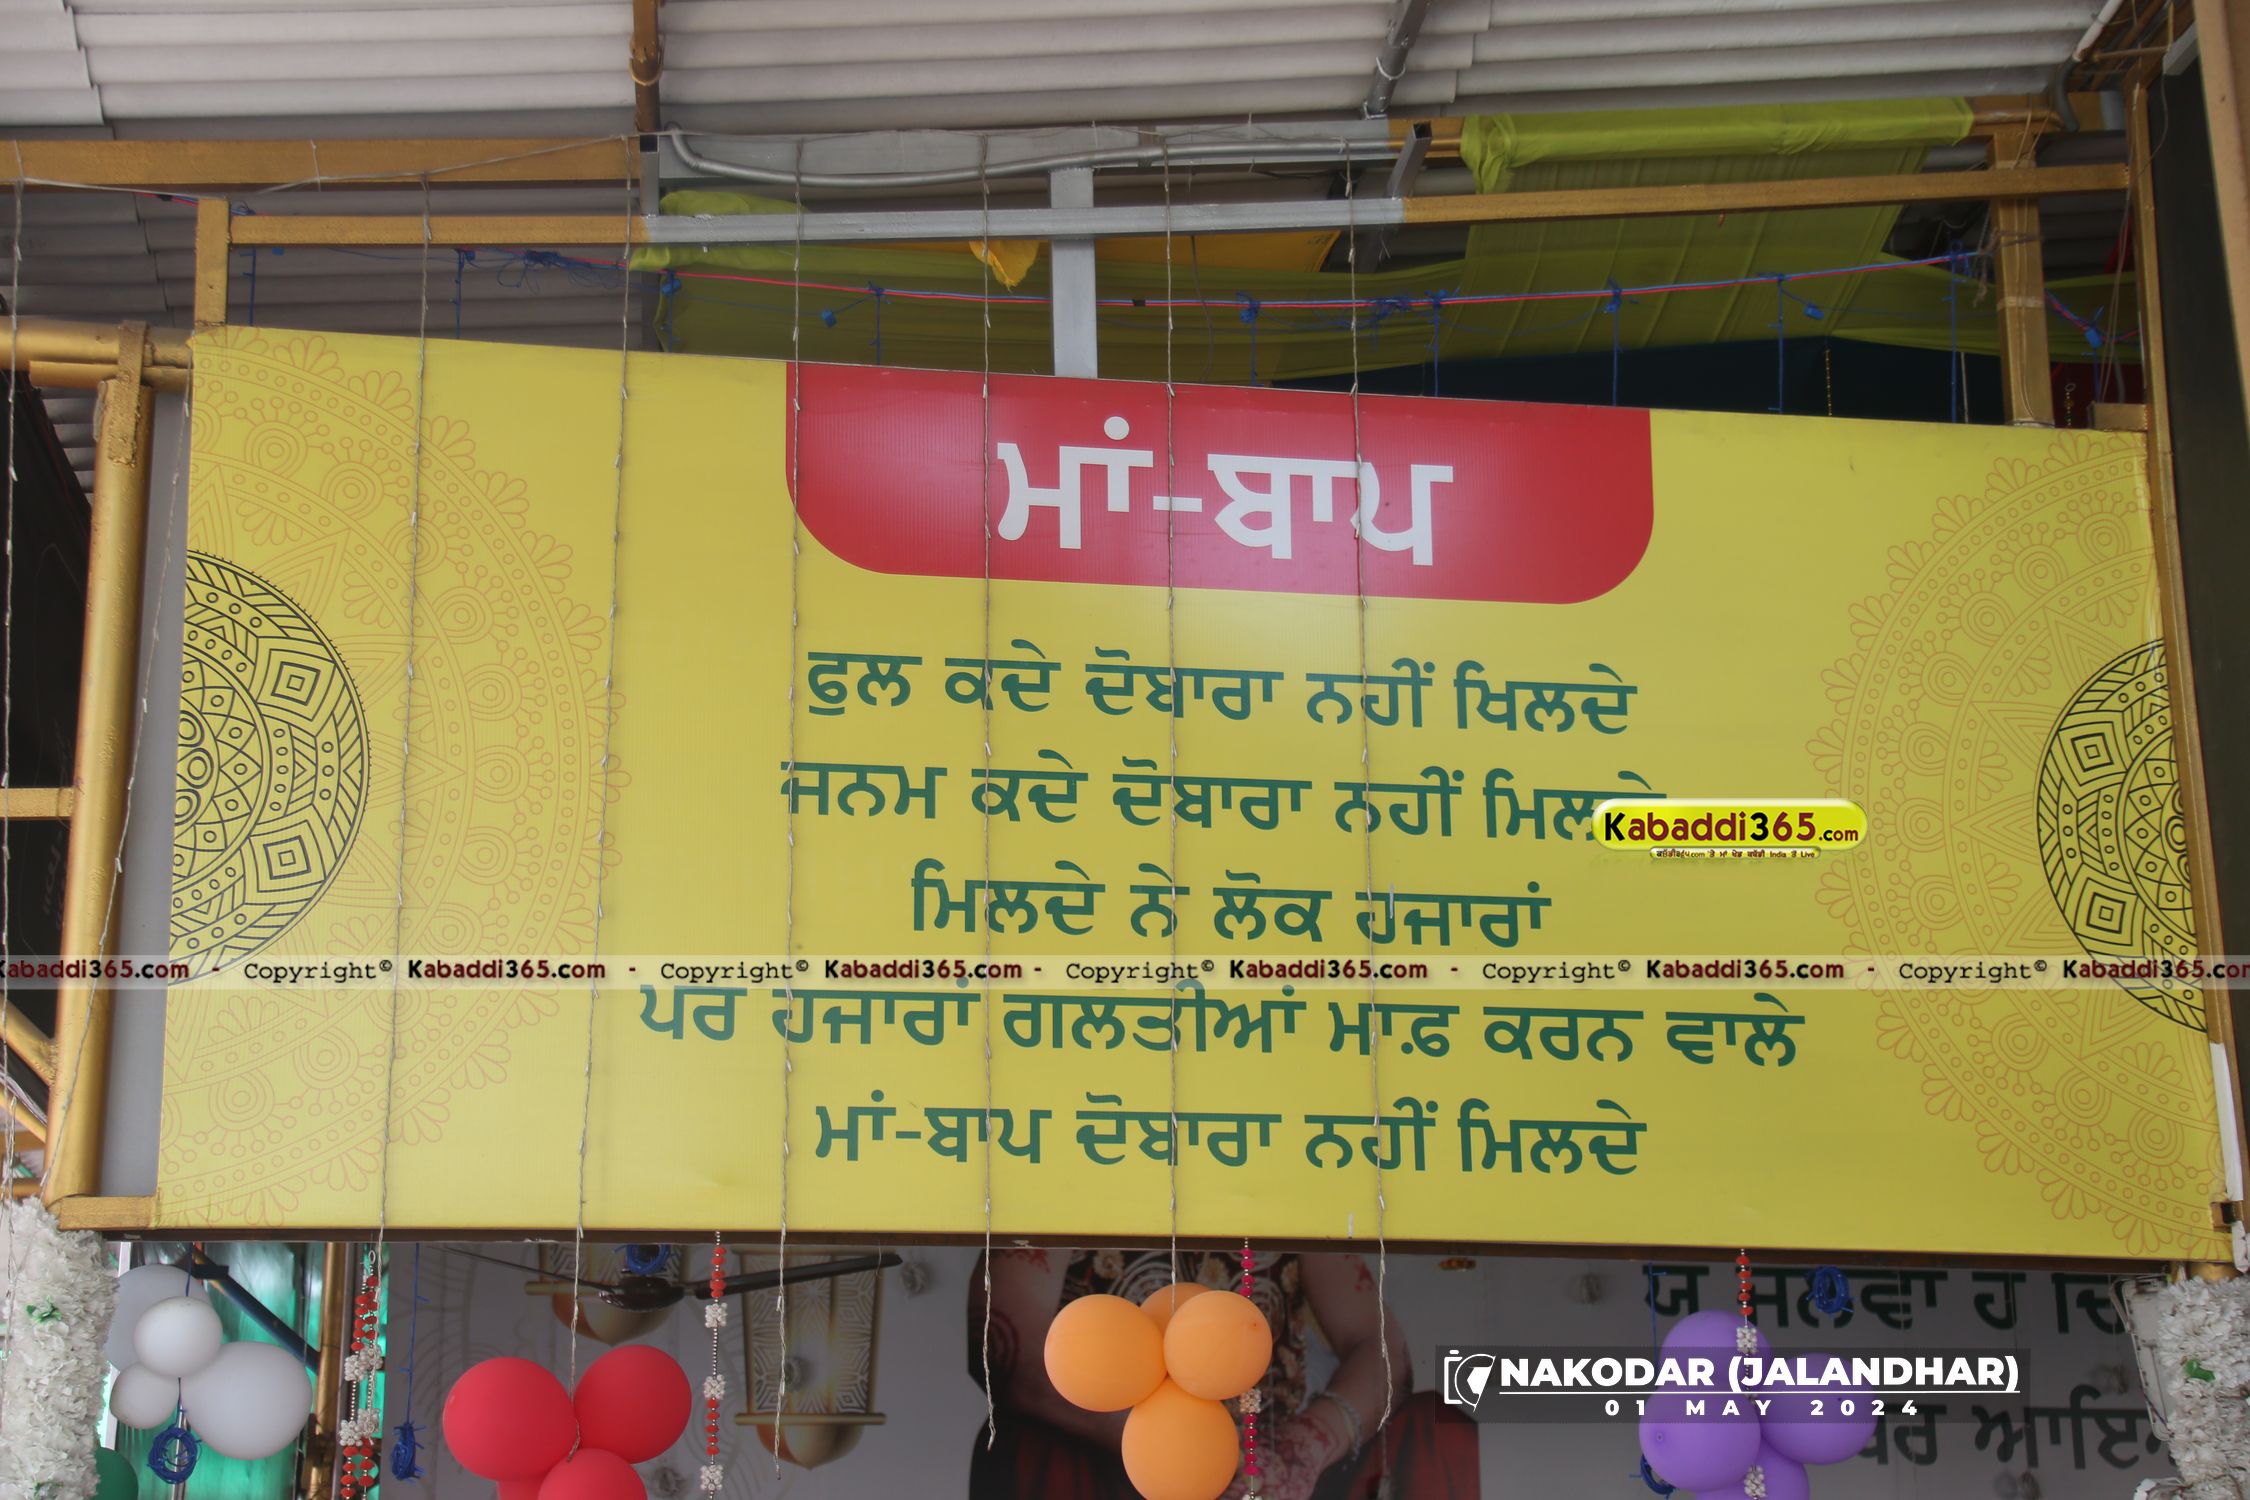 ਮਾਂ-ਬਾਪ
ਫੁਲ ਕਦੇ ਦੋਬਾਰਾ ਨਹੀਂ ਖਿਲਦੇ
ਜਨਮ ਕਦੇ ਦੋਬਾਰਾ ਨਹੀਂ ਮਿਲਦੇ
Kabaddi365.com
ਮਿਲਦੇ ਨੇ ਲੋਕ ਹਜਾਰਾਂ
Kabaddi365.com - Copyright© Kabaddi365.com - Copyright© Kabaddi365.com - Copyright© Kabaddi365.com - Copyright© Kabaddi365.com - Copyright© Kabaddi365.com
ਪਰ ਹਜਾਰਾਂ ਗਲਤੀਆਂ ਮਾਫ਼ ਕਰਨ ਵਾਲੇ
ਮਾਂ-ਬਾਪ ਦੋਬਾਰਾ ਨਹੀਂ ਮਿਲਦੇ
NAKODAR (JALANDHAR)
01 MAY 2024